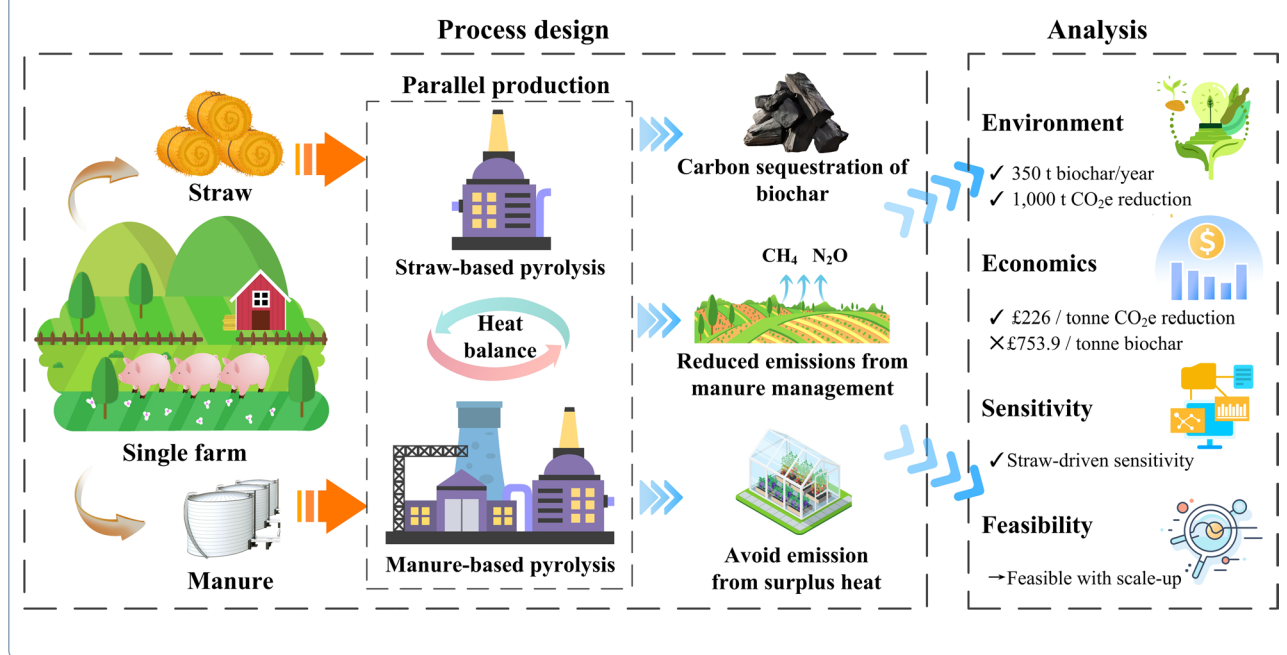 Process design
Analysis
Parallel production
Straw
Straw-based pyrolysis
Heat
balance
Single farm
Manure
Manure-based pyrolysis
Carbon sequestration of
biochar
CH₄ N₂O
Reduced emissions from
manure management
Avoid emission
from surplus heat
Environment
✓ 350 t biochar/year
✓ 1,000 t CO₂e reduction
$
Economics
✓ £226 / tonne CO₂e reduction
×£753.9 / tonne biochar
Sensitivity
✓Straw-driven sensitivity
Feasibility
→Feasible with scale-up